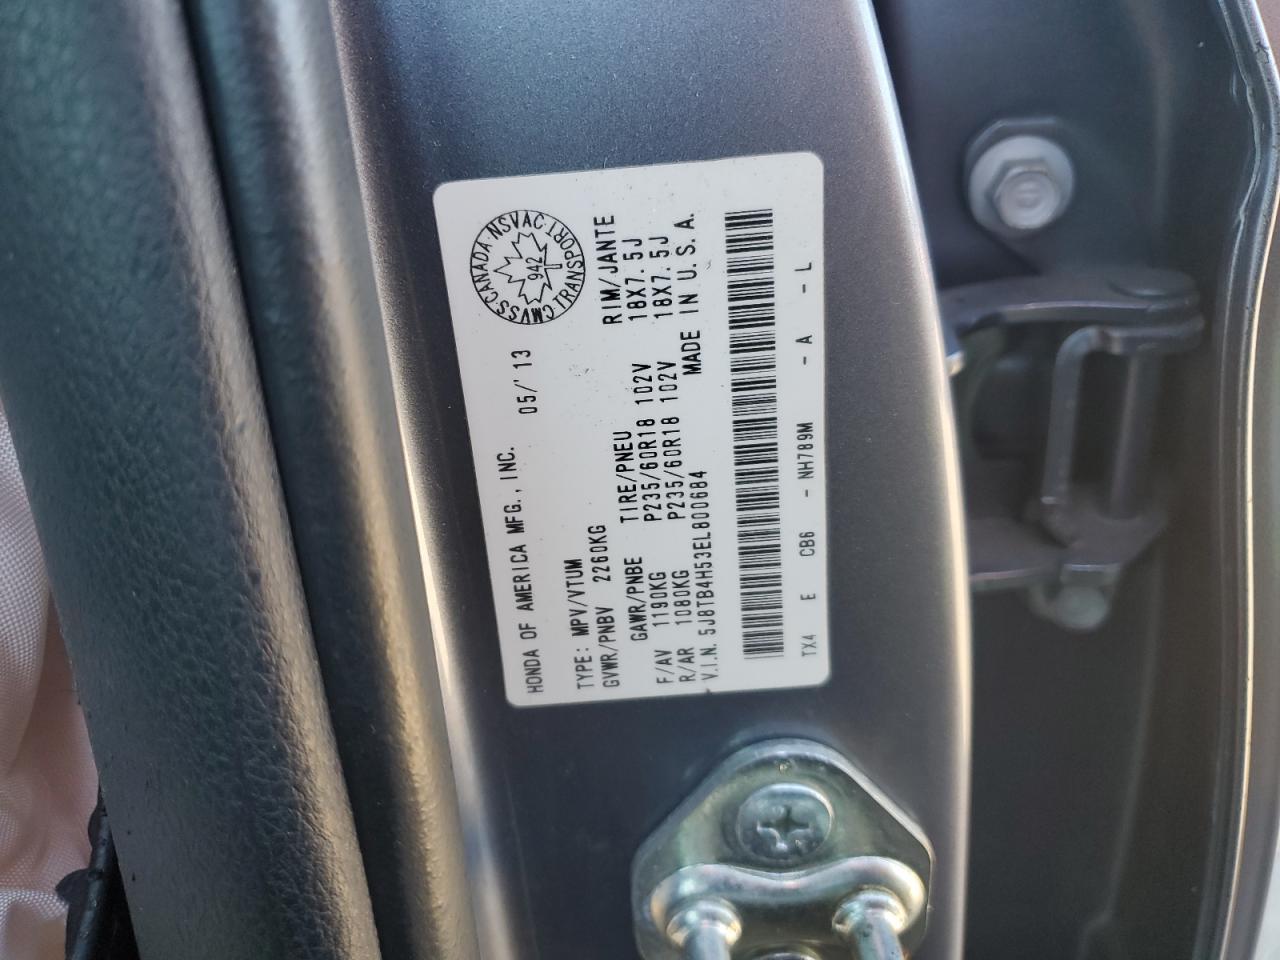 HONDA OF AMERICA MFG., INC. 05/'13
CMVSS·CANADA·NSVAC·TRANSPORT
942
TYPE: MPV/VTUM
GVWR/PNBV 2260KG
GAWR/PNBE TIRE/PNEU RIM/JANTE
F/AV 1190KG P235/60R18 102V 18X7.5J
R/AR 1080KG P235/60R18 102V 18X7.5J
V.I.N. 5J8TB4H53EL800684 MADE IN U.S.A.
TX4 E CB6 - NH789M - A - L